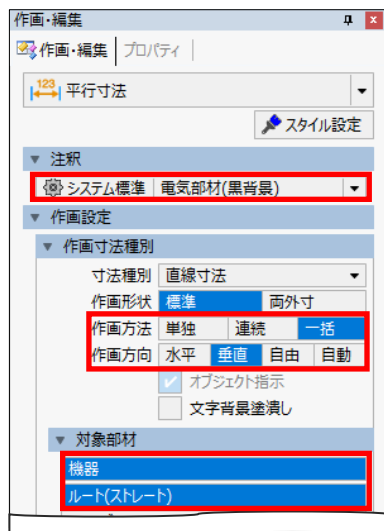 作画・編集
作画・編集 プロパティ
123 平行寸法
スタイル設定
注釈
システム標準 電気部材(黒背景)
作画設定
作画寸法種別
寸法種別 直線寸法
作画形状 標準 両外寸
作画方法 単独 連続 一括
作画方向 水平 垂直 自由 自動
オブジェクト指示
文字背景塗潰し
対象部材
機器
ルート(ストレート)